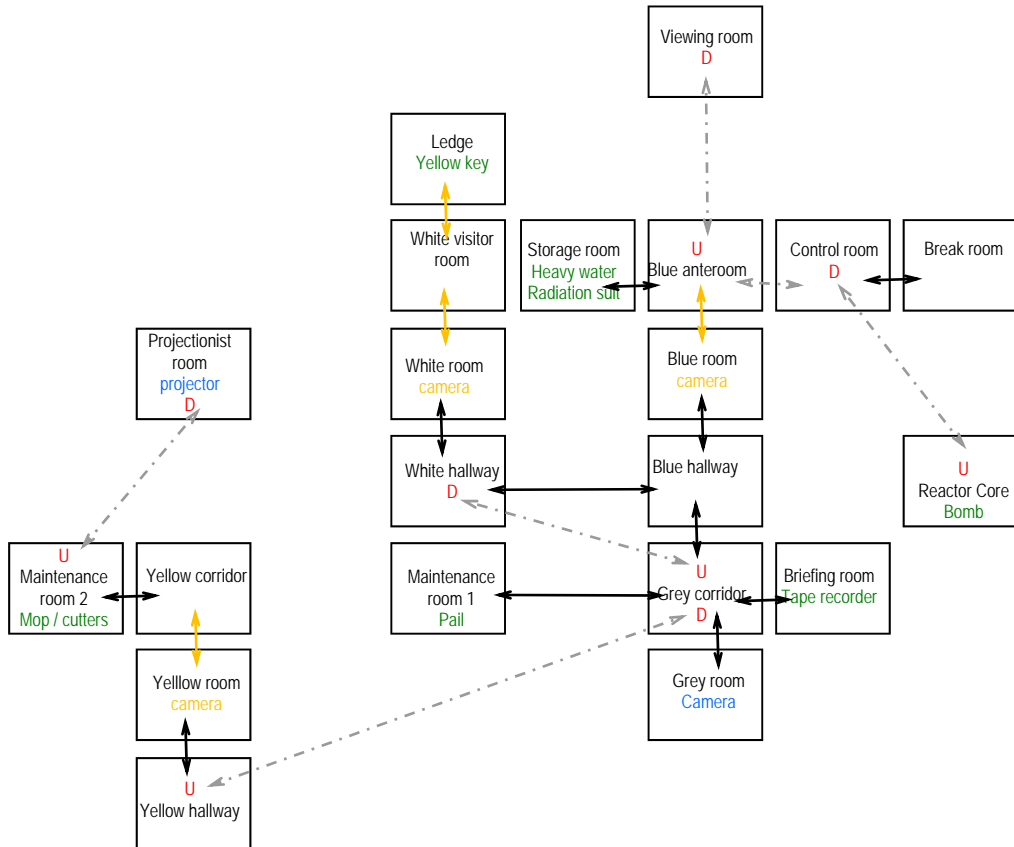 Viewing room
D
Ledge
Yellow key
White visitor
room
Storage room
Heavy water
Radiation suit
U
Blue anteroom
Control room
D
Break room
Projectionist
room
projector
D
White room
camera
Blue room
camera
White hallway
D
Blue hallway
U
Reactor Core
Bomb
U
Maintenance
room 2
Mop / cutters
Yellow corridor
Maintenance
room 1
Pail
U
Grey corridor
D
Briefing room
Tape recorder
Yelllow room
camera
Grey room
Camera
U
Yellow hallway